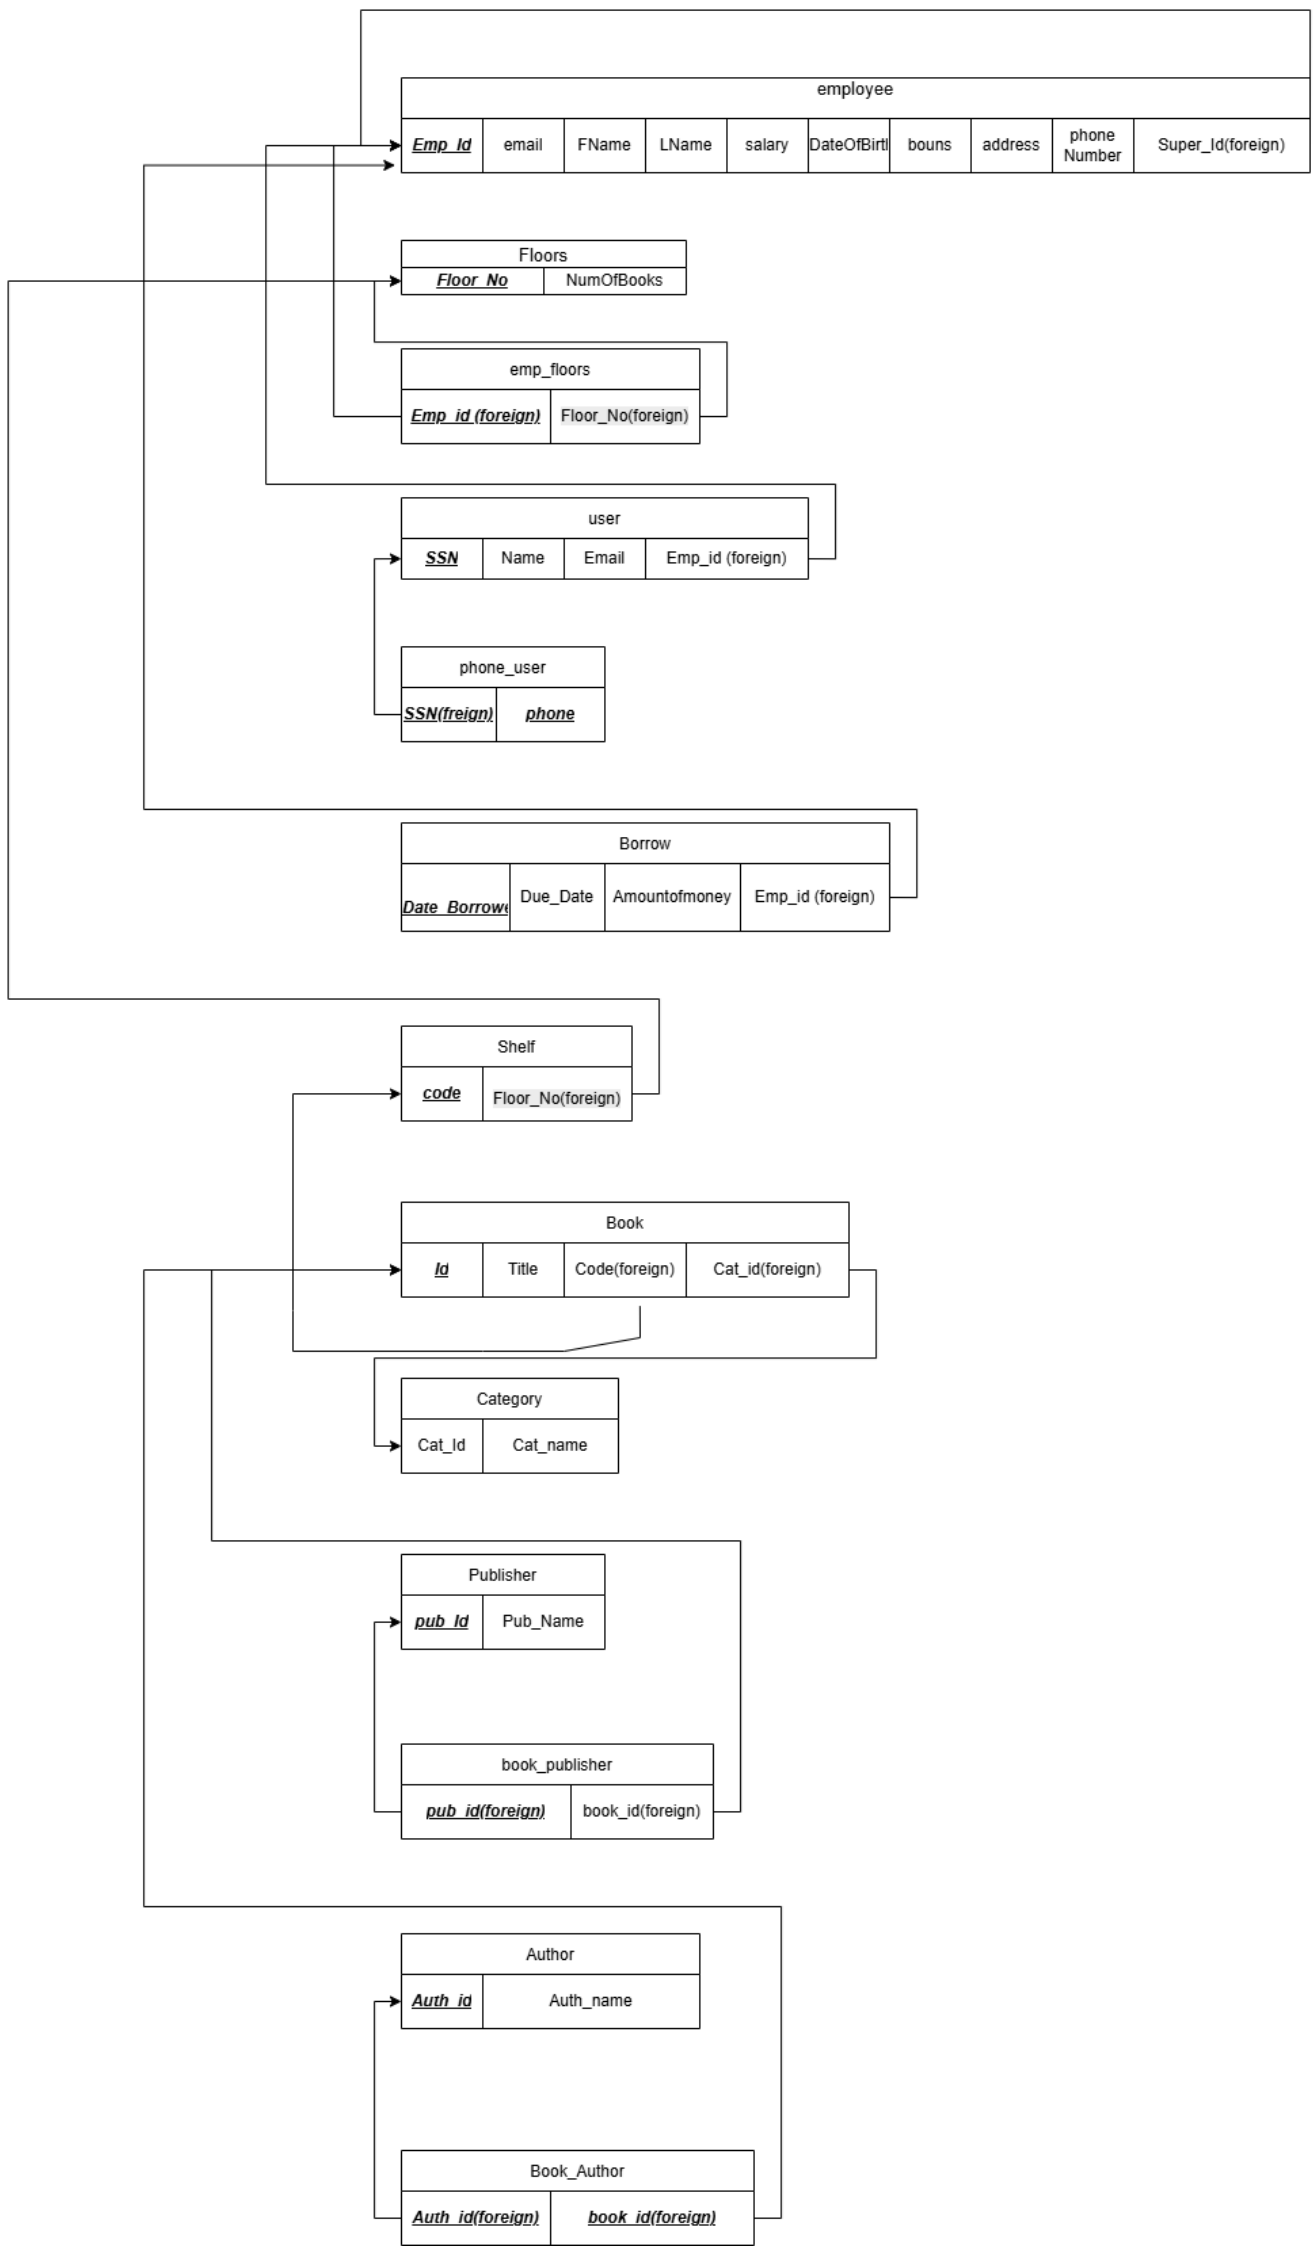 employee
Emp_Id email FName LName salary DateOfBirtl bouns address phone Number Super_Id(foreign)
Floors
Floor_No NumOfBooks
emp_floors
Emp_id (foreign) Floor_No(foreign)
user
SSN Name Email Emp_id (foreign)
phone_user
SSN(freign) phone
Borrow
Date_Borrowe Due_Date Amountofmoney Emp_id (foreign)
Shelf
code Floor_No(foreign)
Book
Id Title Code(foreign) Cat_id(foreign)
Category
Cat_Id Cat_name
Publisher
pub_Id Pub_Name
book_publisher
pub_id(foreign) book_id(foreign)
Author
Auth_id Auth_name
Book_Author
Auth_id(foreign) book_id(foreign)